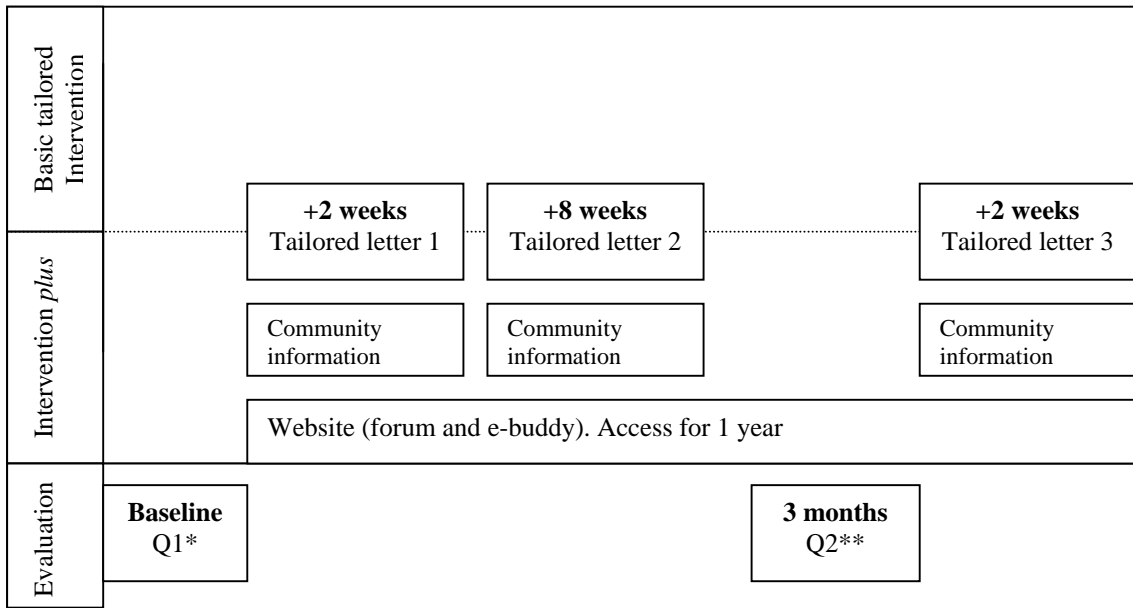 Basic tailored
Intervention
+2 weeks
Tailored letter 1
+8 weeks
Tailored letter 2
+2 weeks
Tailored letter 3
Intervention plus
Community
information
Community
information
Community
information
Website (forum and e-buddy). Access for 1 year
Evaluation
Baseline
Q1*
3 months
Q2**